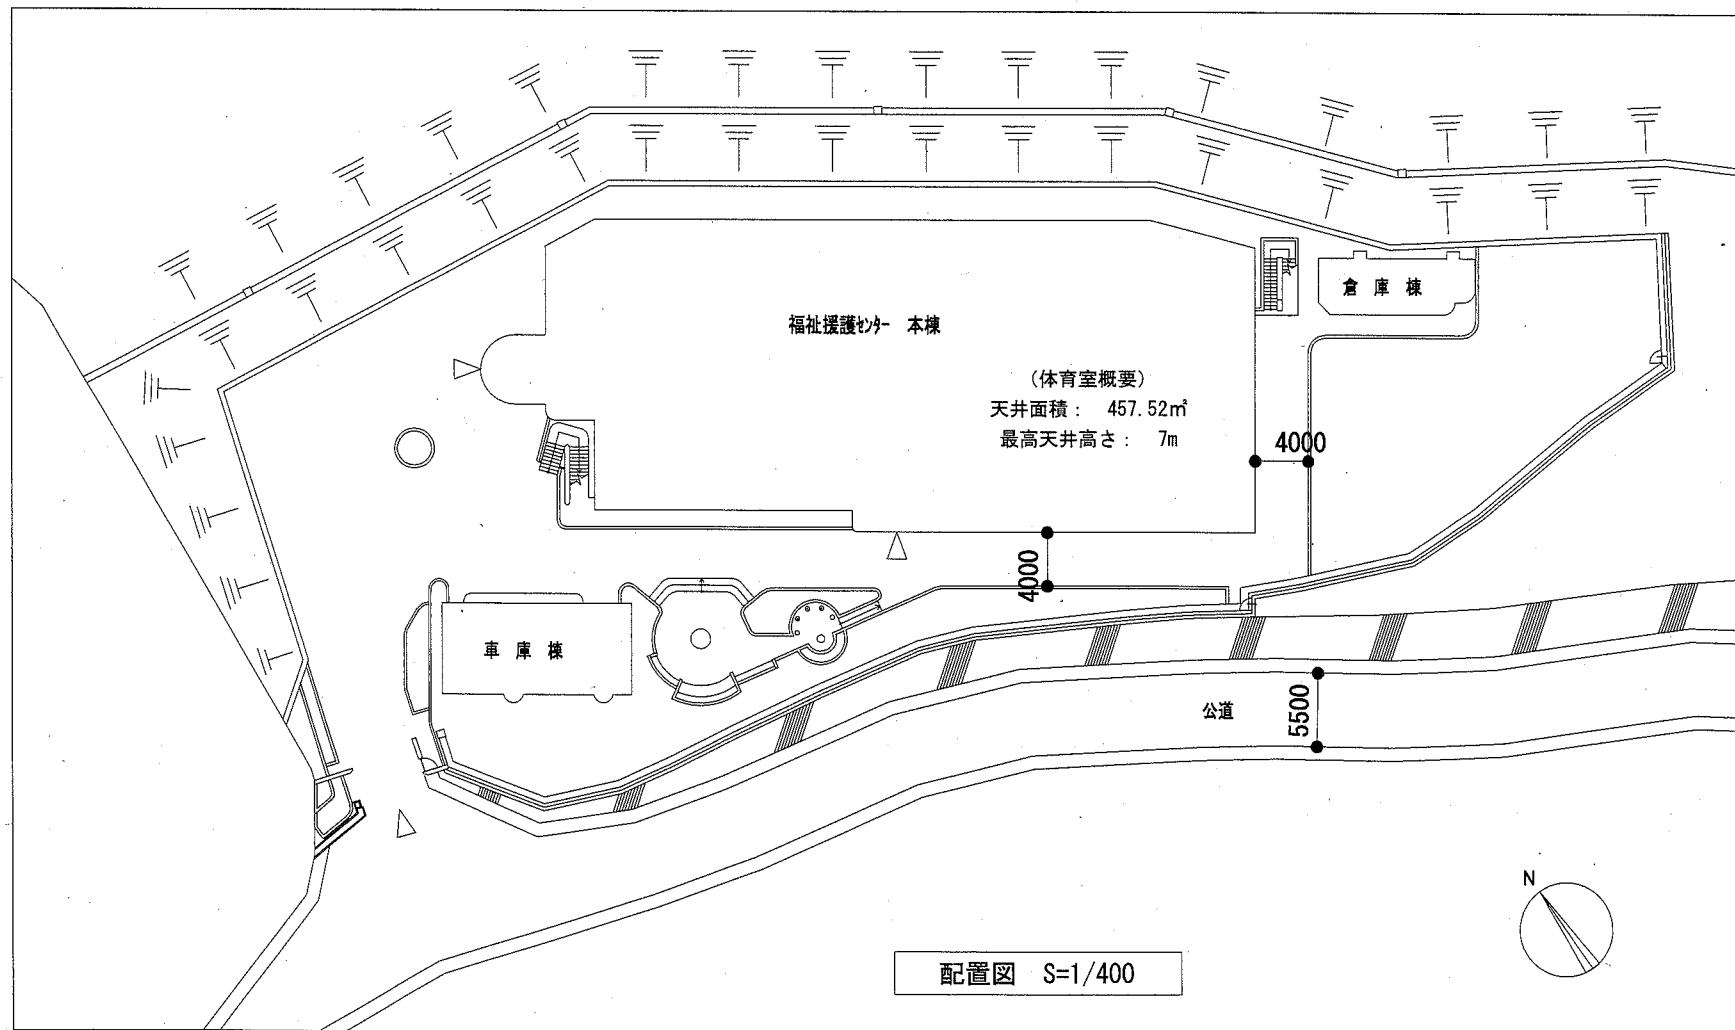 倉庫棟
福祉援護ｾﾝﾀｰ 本棟
(体育室概要)
天井面積： 457.52㎡
最高天井高さ： 7m
4000
4000
車庫棟
公道
5500
N
配置図 S=1/400